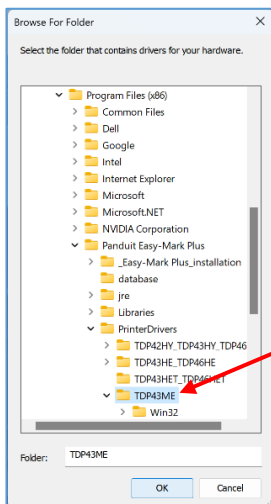 Browse For Folder
Select the folder that contains drivers for your hardware.
Program Files (x86)
Common Files
Dell
Google
Intel
Internet Explorer
Microsoft
Microsoft.NET
NVIDIA Corporation
Panduit Easy-Mark Plus
_Easy-Mark Plus_installation
database
jre
Libraries
PrinterDrivers
TDP42HY_TDP43HY_TDP46
TDP43HE_TDP46HE
TDP43HET_TDP46HET
TDP43ME
Win32
Folder: TDP43ME
OK Cancel